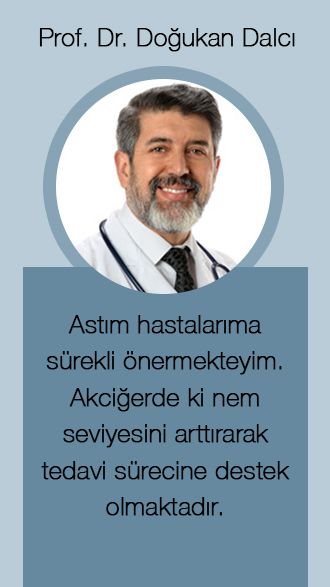 Prof. Dr. Doğukan Dalcı
Astım hastalarıma
sürekli önermekteyim.
Akciğerde ki nem
seviyesini arttırarak
tedavi sürecine destek
olmaktadır.